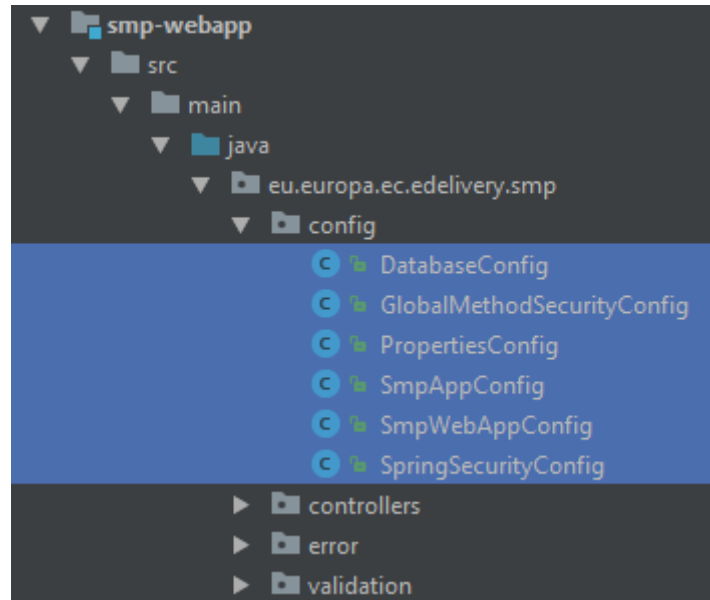 smp-webapp
src
main
java
eu.europa.ec.edelivery.smp
config
C DatabaseConfig
C GlobalMethodSecurityConfig
C PropertiesConfig
C SmpAppConfig
C SmpWebAppConfig
C SpringSecurityConfig
controllers
error
validation